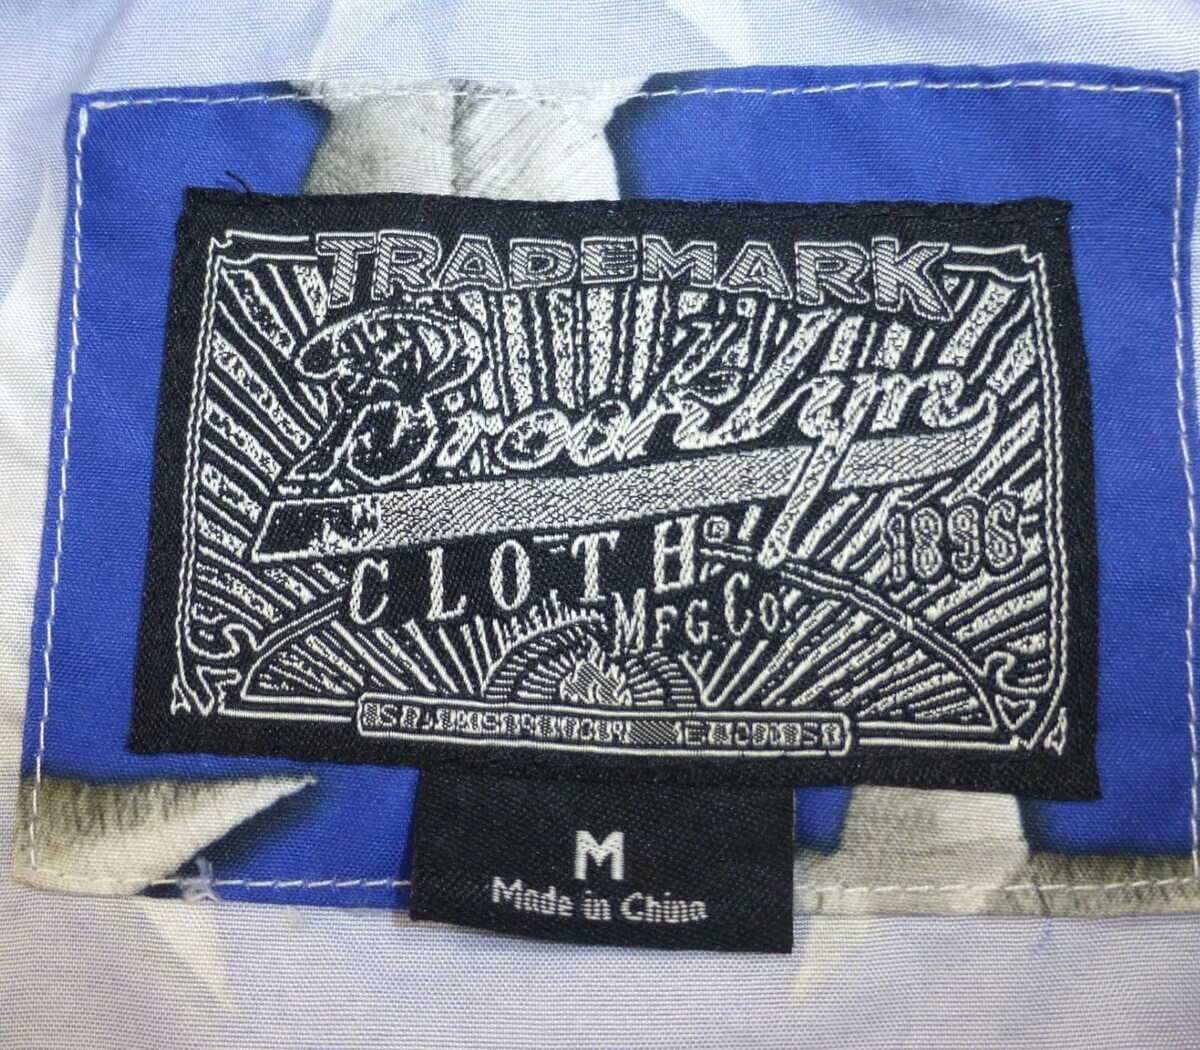 TRADEMARK
Brooklyn
1896
CLOTH
MFG. Co.
M
Made in China